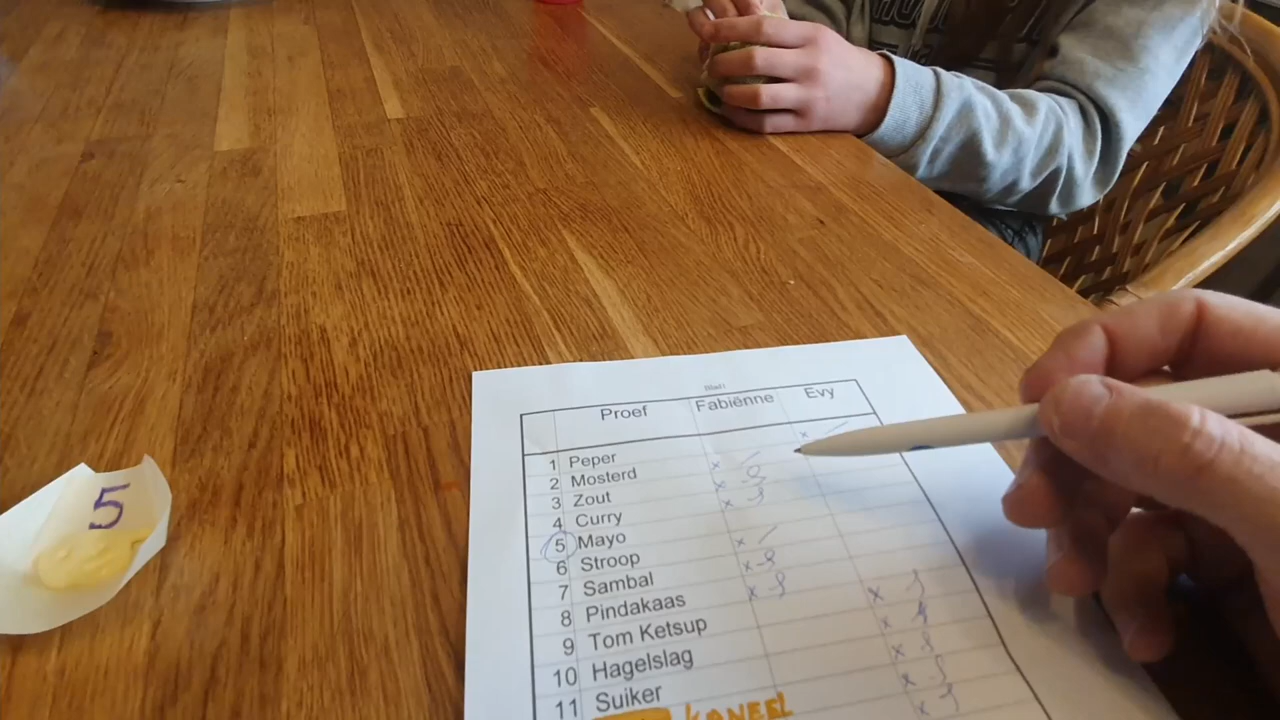 Blad1
Proef Fabiënne Evy
1 Peper x
2 Mosterd x
3 Zout x
4 Curry x
5 Mayo x
6 Stroop x
7 Sambal x
8 Pindakaas x
9 Tom Ketsup x
10 Hagelslag x
11 Suiker x
KANEEL x
5